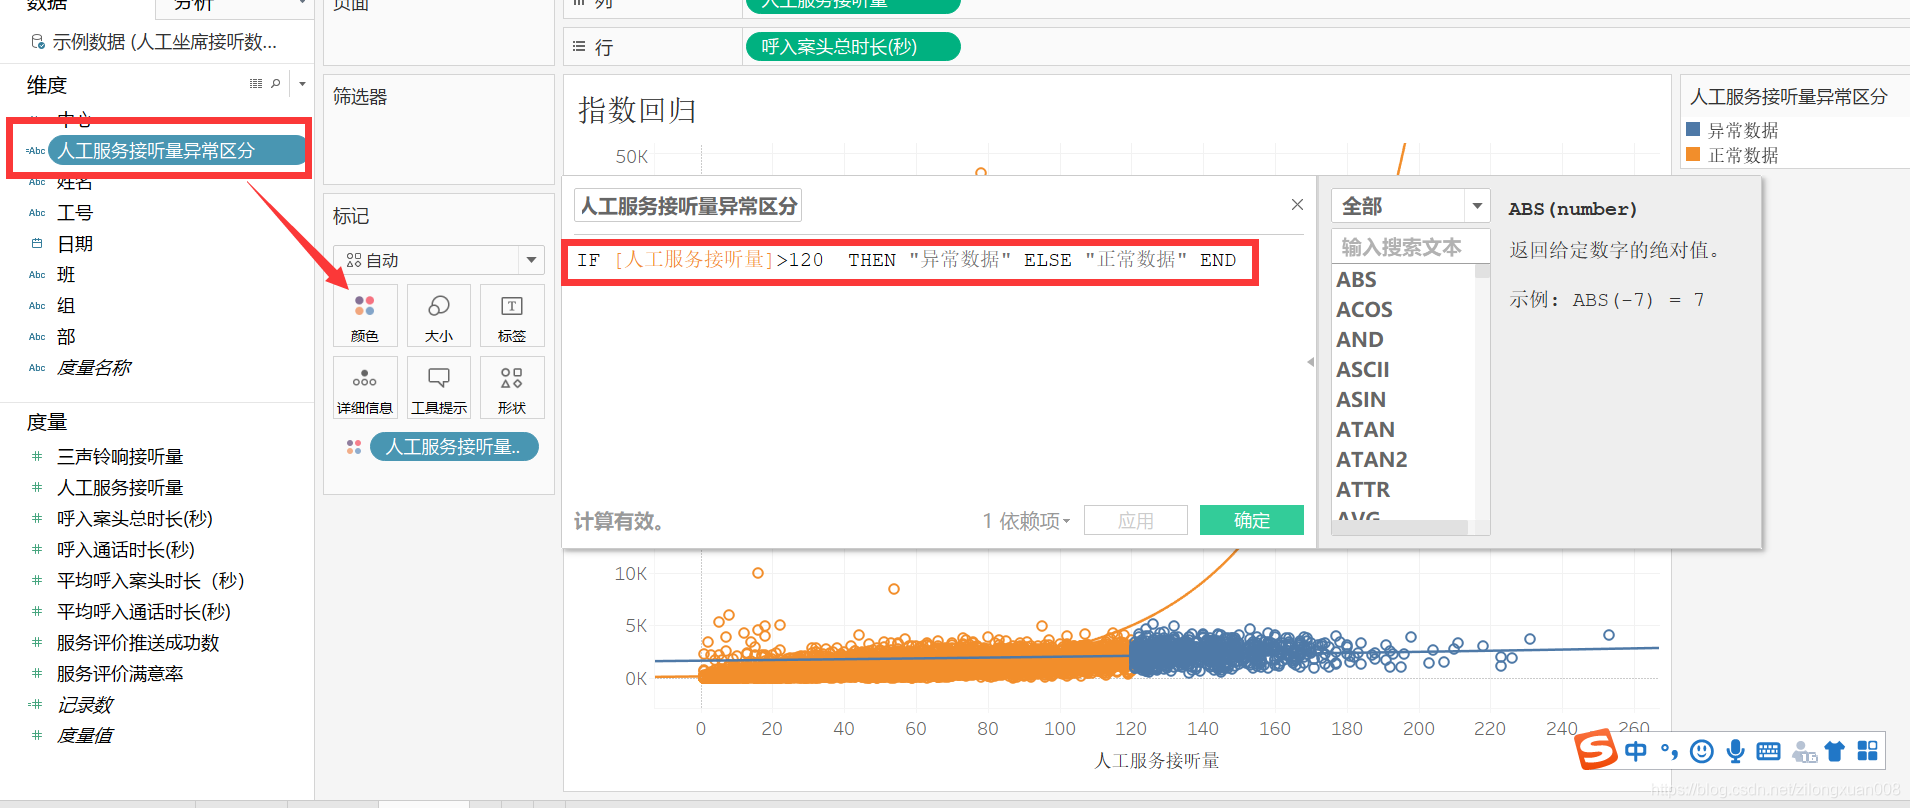 数据
分析
示例数据 (人工坐席接听数...
维度
中心
Abc 人工服务接听量异常区分
Abc 姓名
Abc 工号
日期
Abc 班
Abc 组
Abc 部
Abc 度量名称
度量
三声铃响接听量
人工服务接听量
呼入案头总时长(秒)
呼入通话时长(秒)
平均呼入案头时长（秒）
平均呼入通话时长(秒)
服务评价推送成功数
服务评价满意率
记录数
度量值
页面
筛选器
标记
自动
颜色
大小
标签
详细信息
工具提示
形状
人工服务接听量..
列
人工服务接听量
行
呼入案头总时长(秒)
指数回归
50K
人工服务接听量异常区分
IF [人工服务接听量]>120 THEN "异常数据" ELSE "正常数据" END
计算有效。
1 依赖项
应用
确定
全部
输入搜索文本
ABS
ACOS
AND
ASCII
ASIN
ATAN
ATAN2
ATTR
AVG
ABS(number)
返回给定数字的绝对值。
示例: ABS(-7) = 7
10K
5K
0K
0 20 40 60 80 100 120 140 160 180 200 220 240 260
人工服务接听量
人工服务接听量异常区分
异常数据
正常数据
中
https://blog.csdn.net/zilongxuan008